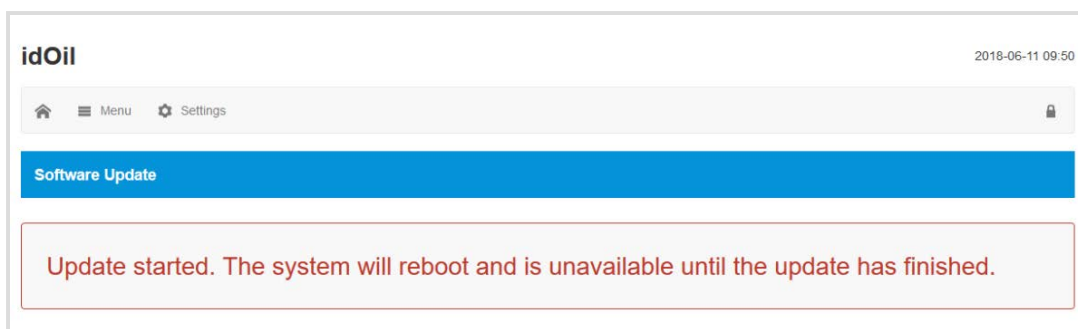 idOil
2018-06-11 09:50
Menu Settings
Software Update
Update started. The system will reboot and is unavailable until the update has finished.